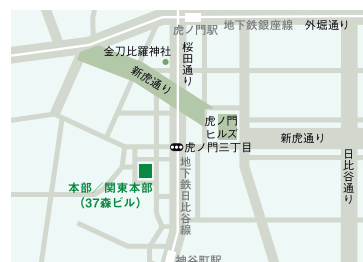 虎ノ門駅
地下鉄銀座線
外堀通り
金刀比羅神社
桜田通り
新虎通り
虎ノ門
ヒルズ
新虎通り
虎ノ門三丁目
日比谷通り
地下鉄日比谷線
本部／関東本部
（37森ビル）
神谷町駅